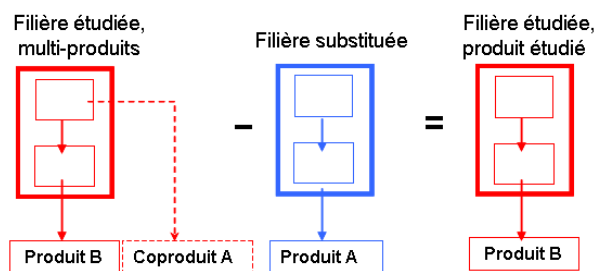 Filière étudiée,
multi-produits
Filière substituée
Filière étudiée,
produit étudié
–
=
Produit B
Coproduit A
Produit A
Produit B